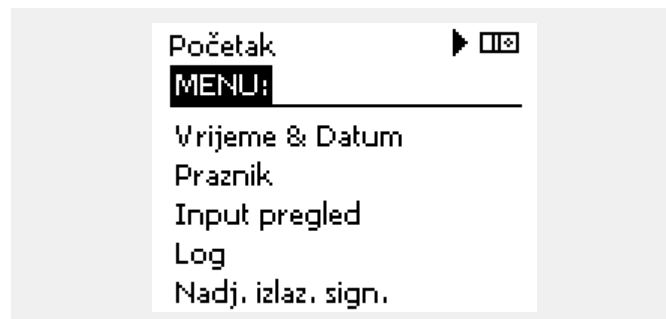 Početak
MENU:
Vrijeme & Datum
Praznik
Input pregled
Log
Nadj. izlaz. sign.